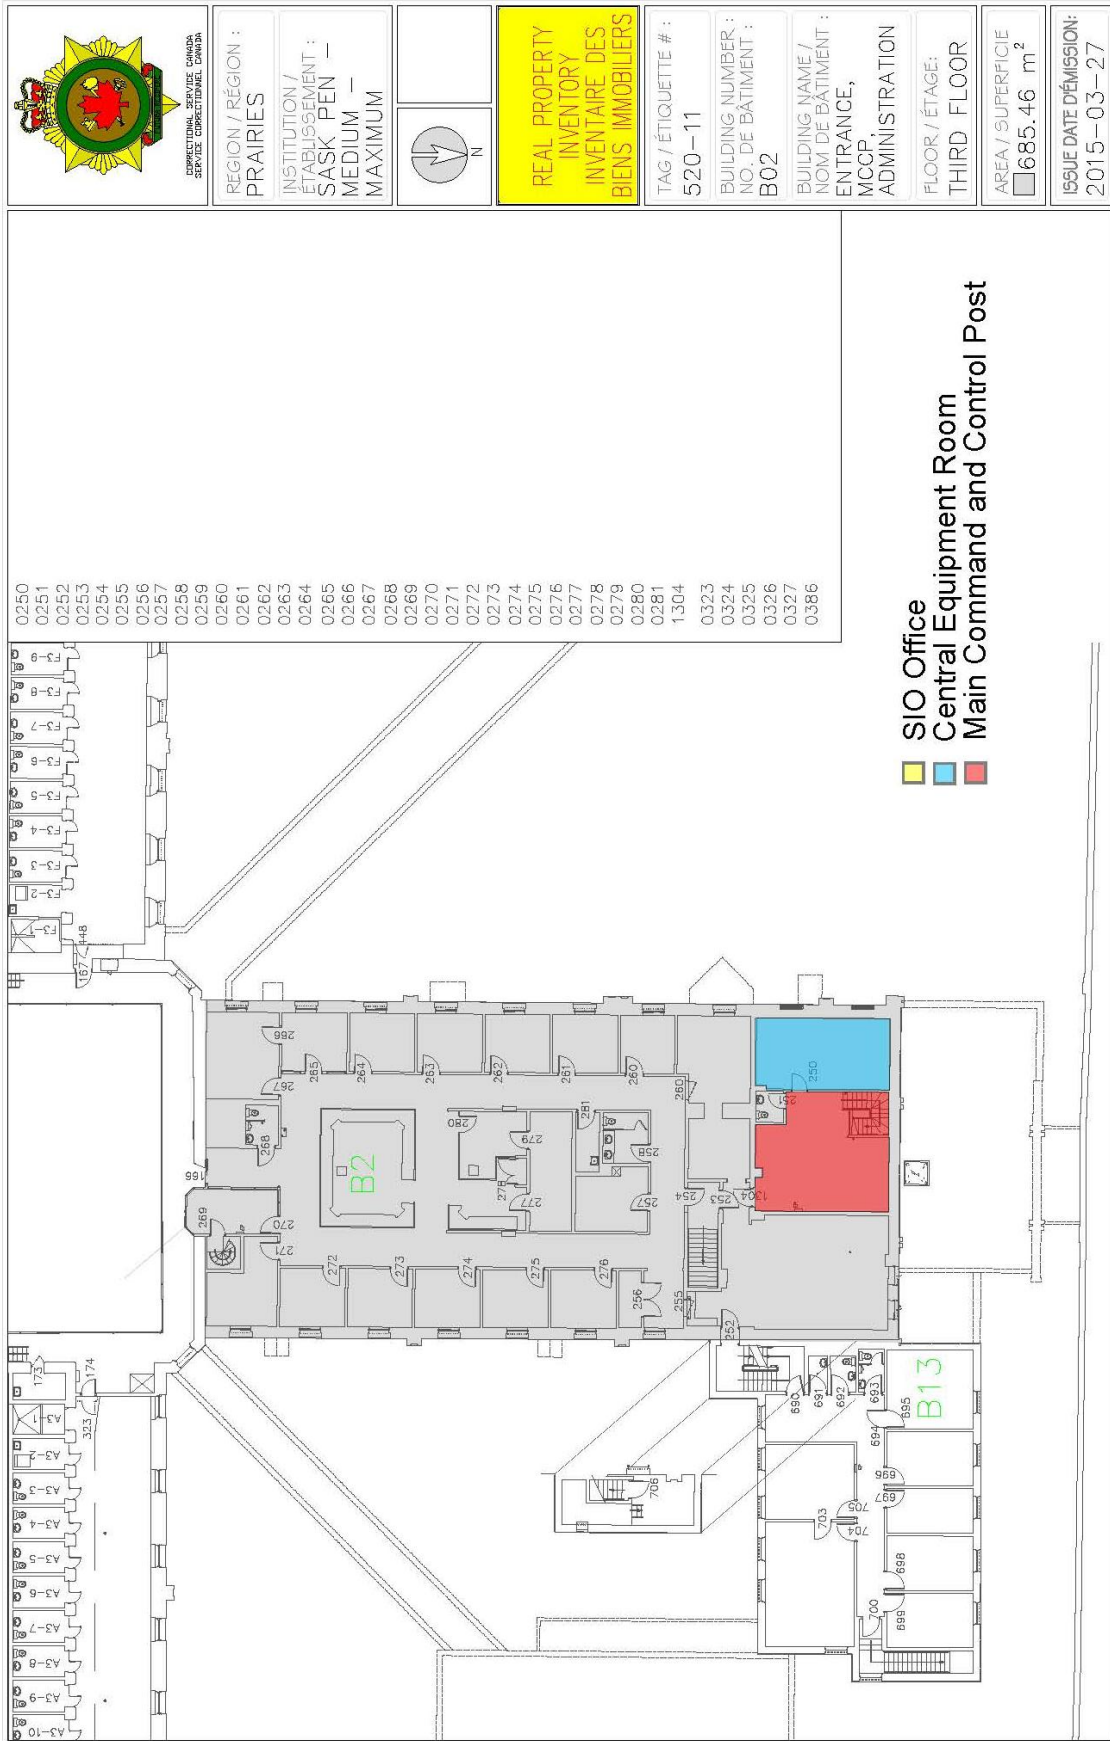 CORRECTIONAL SERVICE CANADA
SERVICE CORRECTIONNEL CANADA
REGION / RÉGION :
PRAIRIES
INSTITUTION /
ÉTABLISSEMENT :
SASK PEN –
MEDIUM –
MAXIMUM
N
REAL PROPERTY
INVENTORY
INVENTAIRE DES
BIENS IMMOBILIERS
TAG / ÉTIQUETTE # :
520-11
BUILDING NUMBER :
NO. DE BÂTIMENT :
B02
BUILDING NAME /
NOM DE BÂTIMENT :
ENTRANCE,
MCCP,
ADMINISTRATION
FLOOR / ÉTAGE:
THIRD FLOOR
AREA / SUPERFICIE
685.46 m²
ISSUE DATE D'ÉMISSION:
2015-03-27
0250
0251
0252
0253
0254
0255
0256
0257
0258
0259
0260
0261
0262
0263
0264
0265
0266
0267
0268
0269
0270
0271
0272
0273
0274
0275
0276
0277
0278
0279
0280
0281
1304
0323
0324
0325
0326
0327
0386
SIO Office
Central Equipment Room
Main Command and Control Post
F3-9
F3-8
F3-7
F3-6
F3-5
F3-4
F3-3
F3-2
F3-1
448
167
266
267
265
264
263
262
261
260
260
268
166
269
270
271
B2
280
279
278
277
281
258
257
254
253
1304
251
250
272
273
274
275
276
256
255
252
173
174
323
A3-1
A3-2
A3-3
A3-4
A3-5
A3-6
A3-7
A3-8
A3-9
A3-10
706
690
691
692
693
694
695
B13
696
697
705
704
703
698
700
699